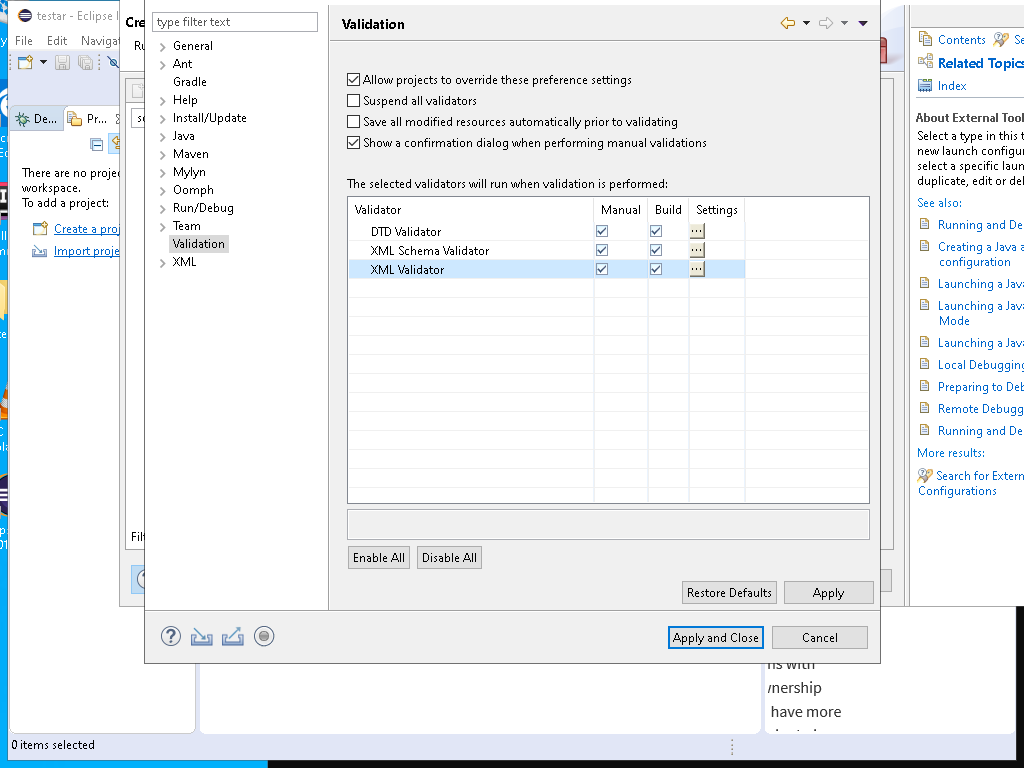 testar - Eclipse I
File Edit Navigat
De...
Pr...
There are no proje
workspace.
To add a project:
Create a proj
Import proje
0 items selected
Cre
type filter text
General
Ant
Gradle
Help
Install/Update
Java
Maven
Mylyn
Oomph
Run/Debug
Team
Validation
XML
Validation
Allow projects to override these preference settings
Suspend all validators
Save all modified resources automatically prior to validating
Show a confirmation dialog when performing manual validations
The selected validators will run when validation is performed:
Validator Manual Build Settings
DTD Validator ...
XML Schema Validator ...
XML Validator ...
Enable All Disable All
Restore Defaults Apply
Apply and Close Cancel
Contents Se
Related Topics
Index
About External Tool
Select a type in this t
new launch configur
select a specific laun
duplicate, edit or del
See also:
Running and De
Creating a Java a
configuration
Launching a Java
Launching a Java
Mode
Launching a Java
Local Debugging
Preparing to Deb
Remote Debugg
Running and De
More results:
Search for Extern
Configurations
ns with
nership
have more